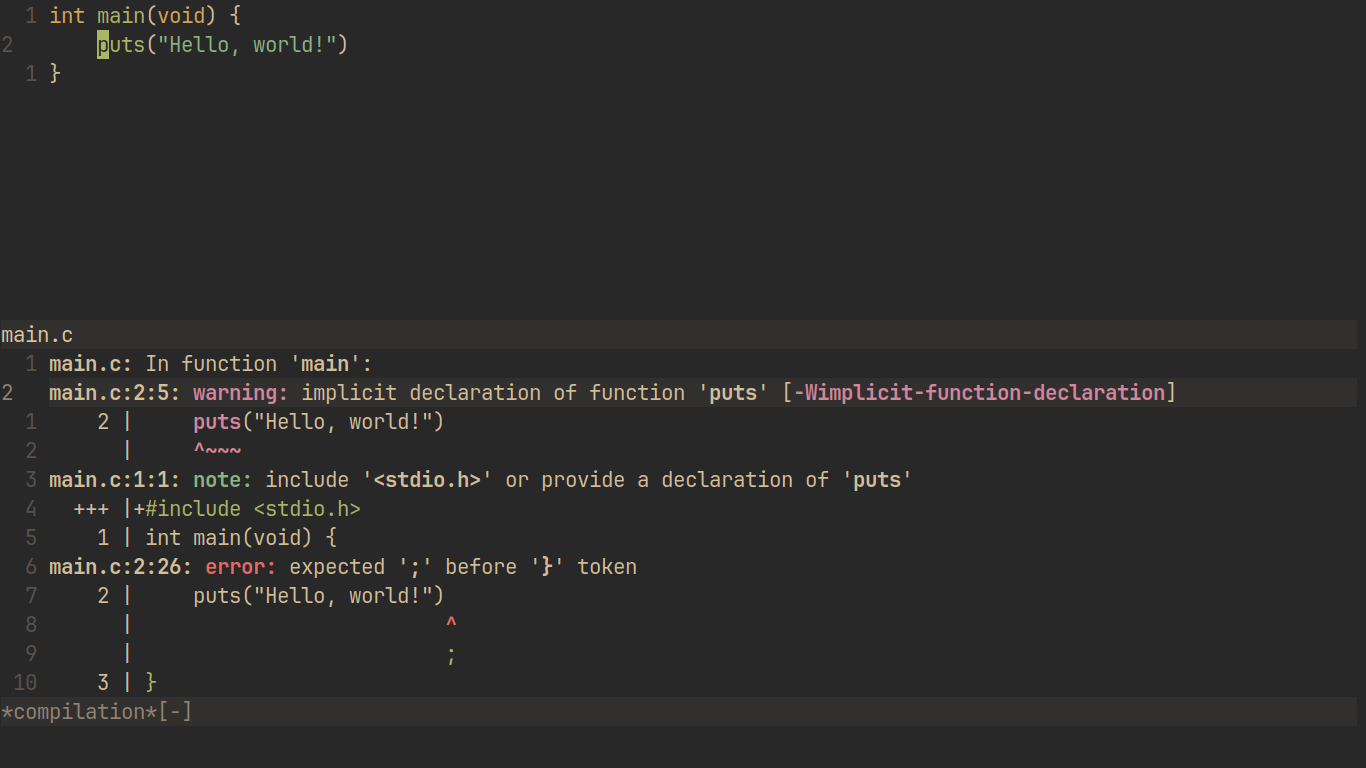 1 int main(void) {
2 puts("Hello, world!")
1 }
main.c
1 main.c: In function 'main':
2 main.c:2:5: warning: implicit declaration of function 'puts' [-Wimplicit-function-declaration]
1 2 | puts("Hello, world!")
2 | ^~~~
3 main.c:1:1: note: include '<stdio.h>' or provide a declaration of 'puts'
4 +++ |+#include <stdio.h>
5 1 | int main(void) {
6 main.c:2:26: error: expected ';' before '}' token
7 2 | puts("Hello, world!")
8 | ^
9 | ;
10 3 | }
*compilation*[-]